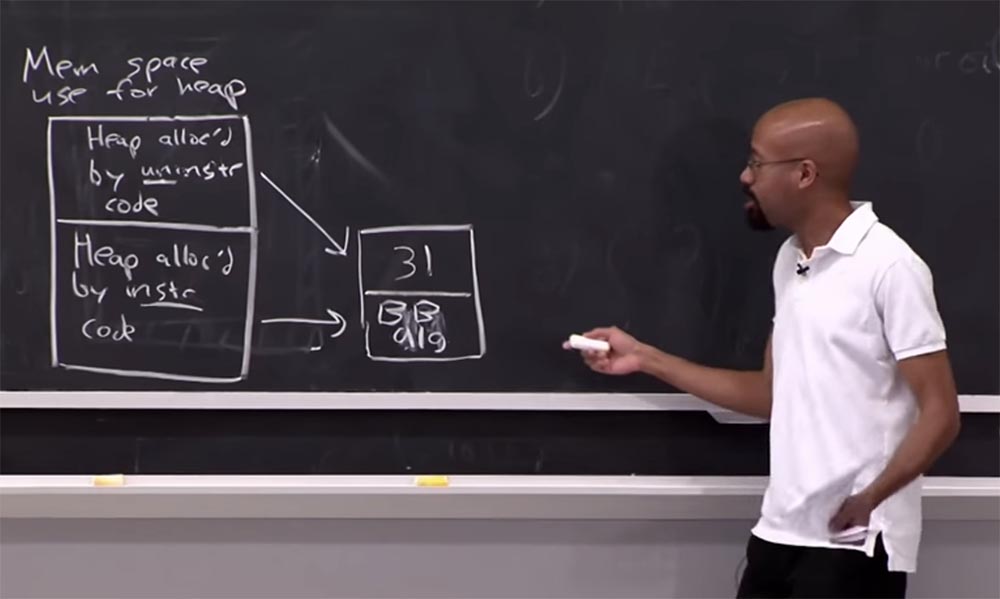 Mem space
use for heap
Heap alloc'd
by uninstr
code
Heap alloc'd
by instr
code
31
BB
alg